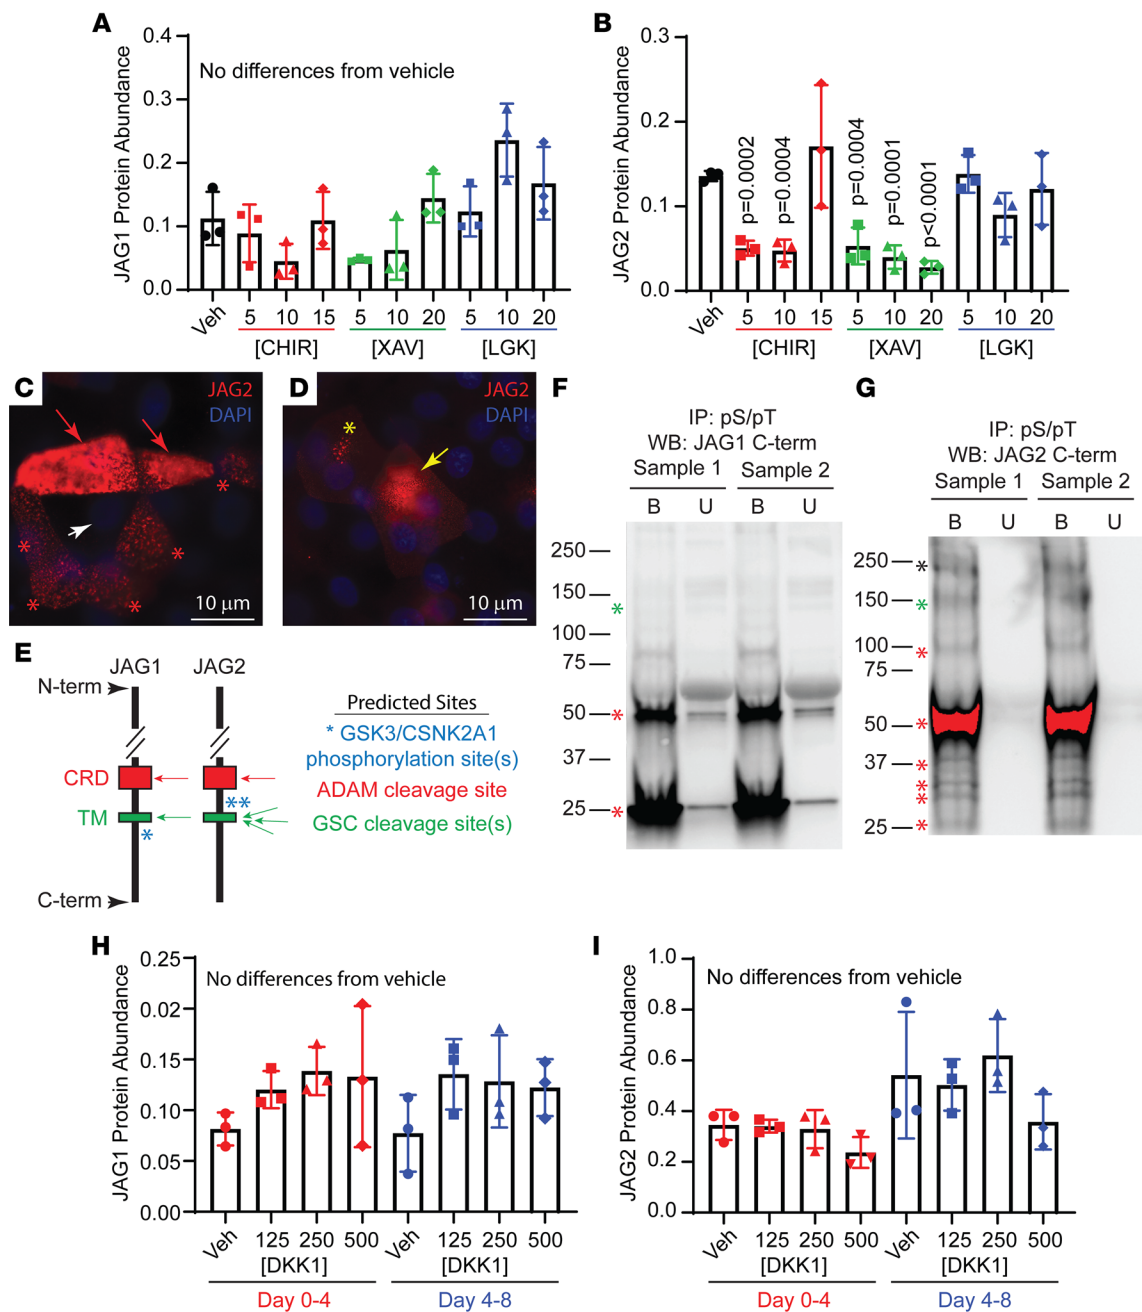 A
JAG1 Protein Abundance
0.4
0.3
0.2
0.1
0.0
No differences from vehicle
Veh 5 10 15 5 10 20 5 10 20
[CHIR] [XAV] [LGK]
B
JAG2 Protein Abundance
0.3
0.2
0.1
0.0
p=0.0002
p=0.0004
p=0.0004
p=0.0001
p<0.0001
Veh 5 10 15 5 10 20 5 10 20
[CHIR] [XAV] [LGK]
C
JAG2
DAPI
*
*
*
*
*
10 µm
D
JAG2
DAPI
*
10 µm
E
JAG1 JAG2
N-term
CRD
TM
C-term
**
*
Predicted Sites
* GSK3/CSNK2A1
phosphorylation site(s)
ADAM cleavage site
GSC cleavage site(s)
F
IP: pS/pT
WB: JAG1 C-term
Sample 1 Sample 2
B U B U
250
150
*
100
75
50 *
37
25 *
G
IP: pS/pT
WB: JAG2 C-term
Sample 1 Sample 2
B U B U
250 *
150 *
100 *
75
50 *
37 *
*
*
25 *
H
JAG1 Protein Abundance
0.25
0.02
0.15
0.10
0.05
0.00
No differences from vehicle
Veh 125 250 500 Veh 125 250 500
[DKK1] [DKK1]
Day 0-4 Day 4-8
I
JAG2 Protein Abundance
1.0
0.8
0.6
0.4
0.2
0.0
No differences from vehicle
Veh 125 250 500 Veh 125 250 500
[DKK1] [DKK1]
Day 0-4 Day 4-8